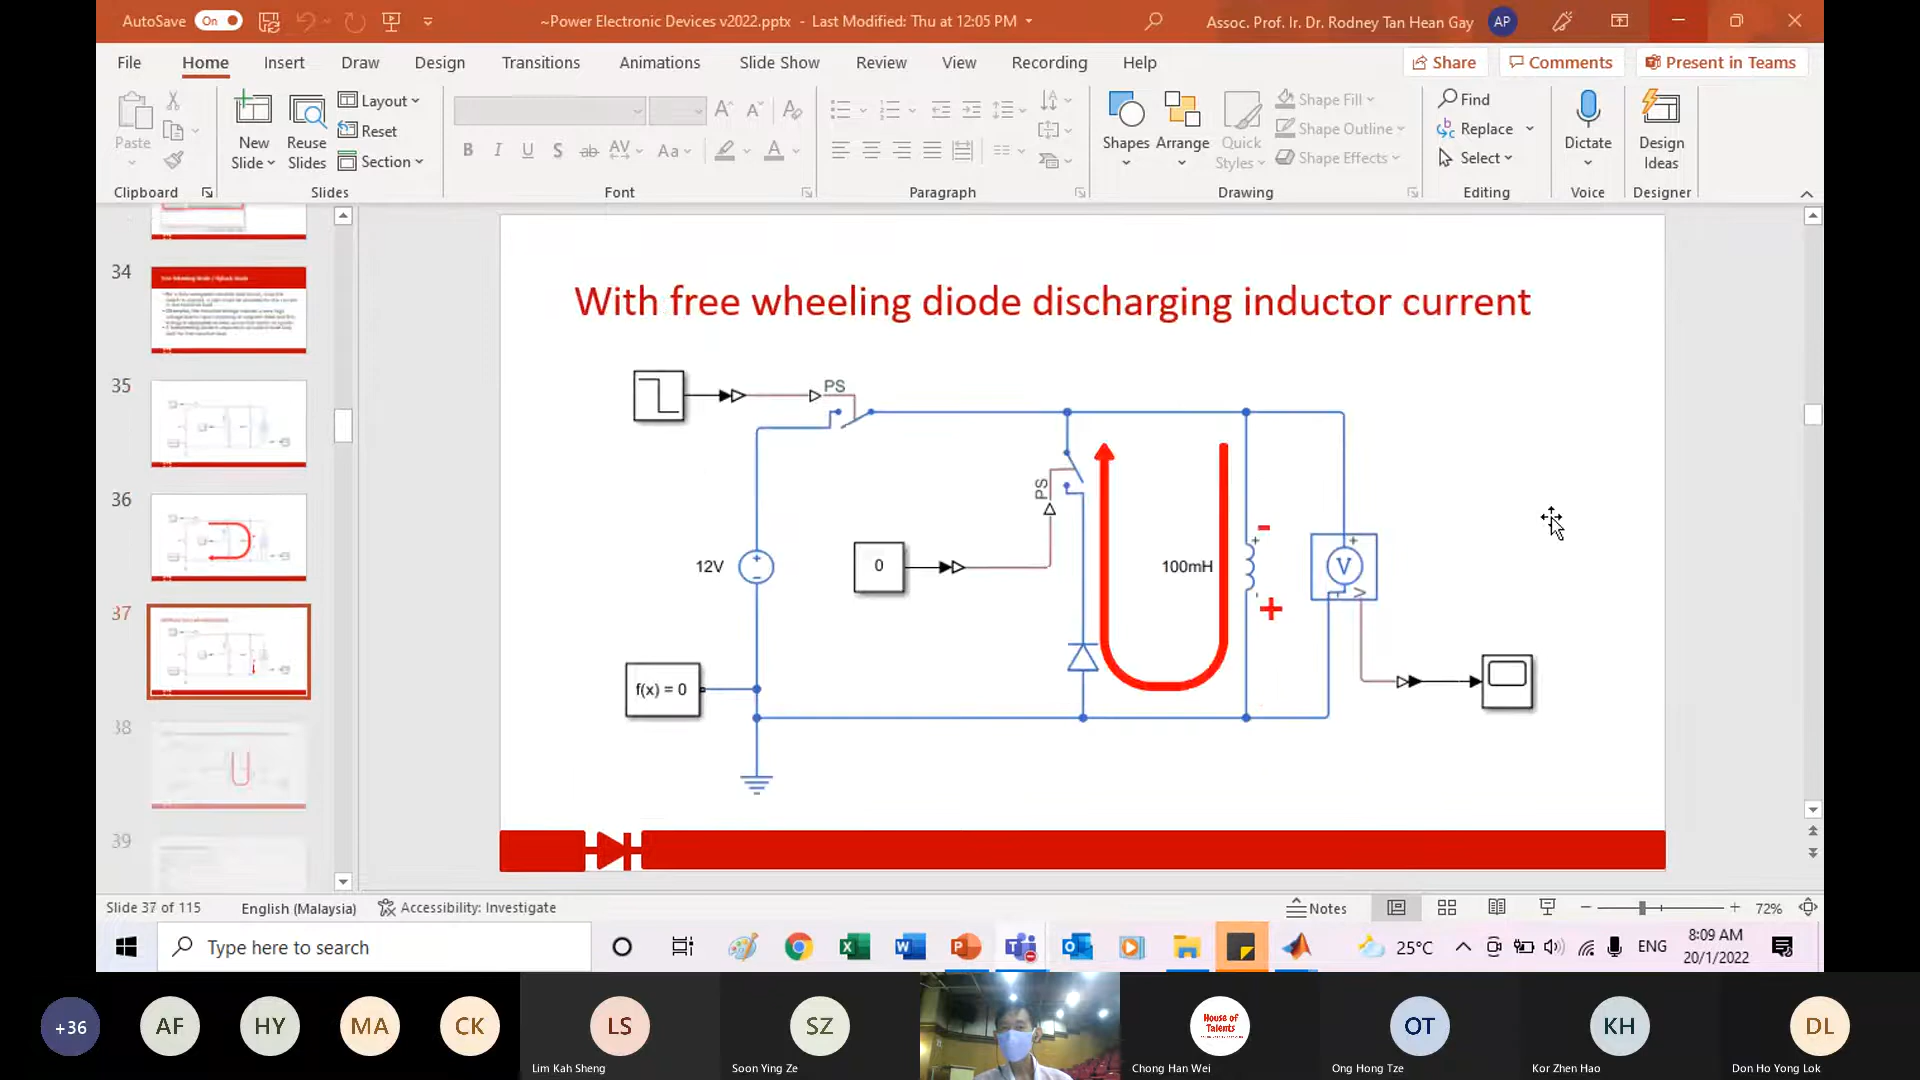 AutoSave On ~Power Electronic Devices v2022.pptx - Last Modified: Thu at 12:05 PM Assoc. Prof. Ir. Dr. Rodney Tan Hean Gay AP
File Home Insert Draw Design Transitions Animations Slide Show Review View Recording Help Share Comments Present in Teams
Paste
New Slide
Reuse Slides
Layout
Reset
Section
B I U S ab AV Aa A
Shapes Arrange Quick Styles
Shape Fill
Shape Outline
Shape Effects
Find
Replace
Select
Dictate
Design Ideas
Clipboard Slides Font Paragraph Drawing Editing Voice Designer
34
35
36
37
38
39
With free wheeling diode discharging inductor current
PS
PS
12V
0
100mH
-
+
V
f(x) = 0
Slide 37 of 115 English (Malaysia) Accessibility: Investigate Notes 72%
Type here to search 25°C ENG 8:09 AM
20/1/2022
+36 AF HY MA CK LS SZ House of Talents OT KH DL
Lim Kah Sheng Soon Ying Ze Chong Han Wei Ong Hong Tze Kor Zhen Hao Don Ho Yong Lok